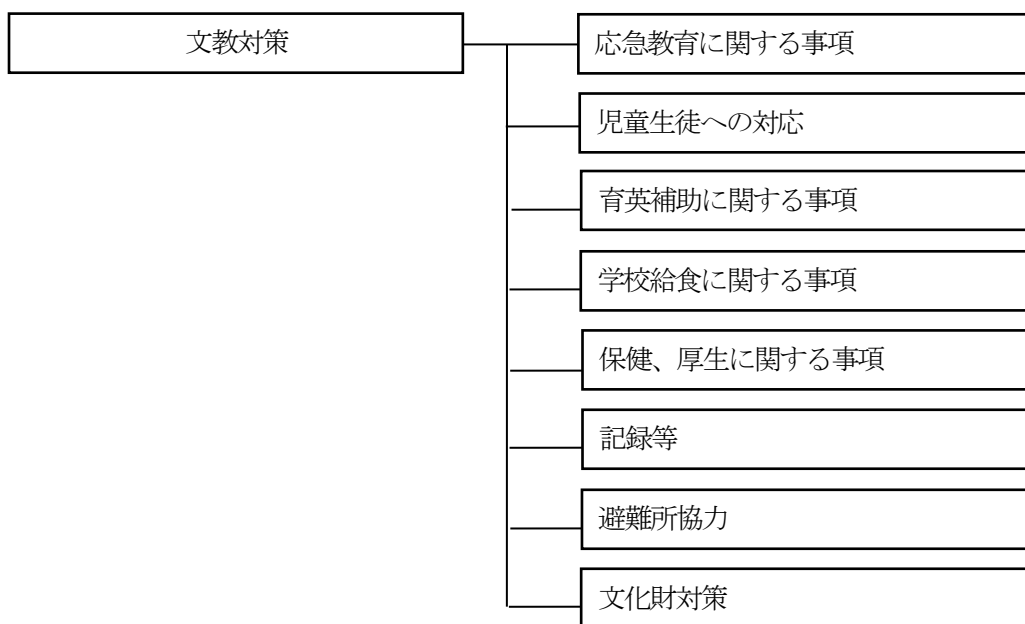 文教対策
応急教育に関する事項
児童生徒への対応
育英補助に関する事項
学校給食に関する事項
保健、厚生に関する事項
記録等
避難所協力
文化財対策